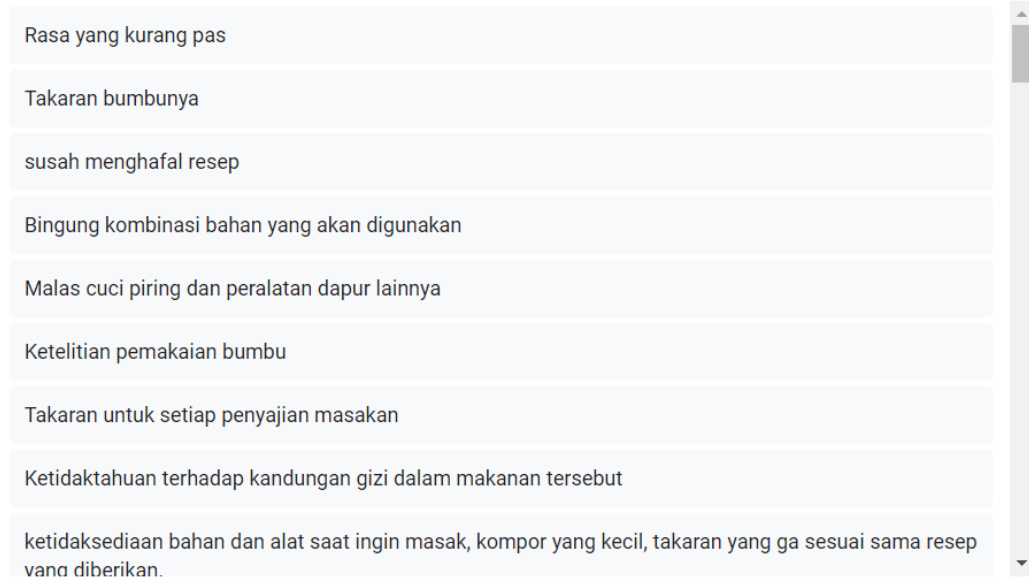 Rasa yang kurang pas
Takaran bumbunya
susah menghafal resep
Bingung kombinasi bahan yang akan digunakan
Malas cuci piring dan peralatan dapur lainnya
Ketelitian pemakaian bumbu
Takaran untuk setiap penyajian masakan
Ketidaktahuan terhadap kandungan gizi dalam makanan tersebut
ketidaksediaan bahan dan alat saat ingin masak, kompor yang kecil, takaran yang ga sesuai sama resep
yang diberikan.